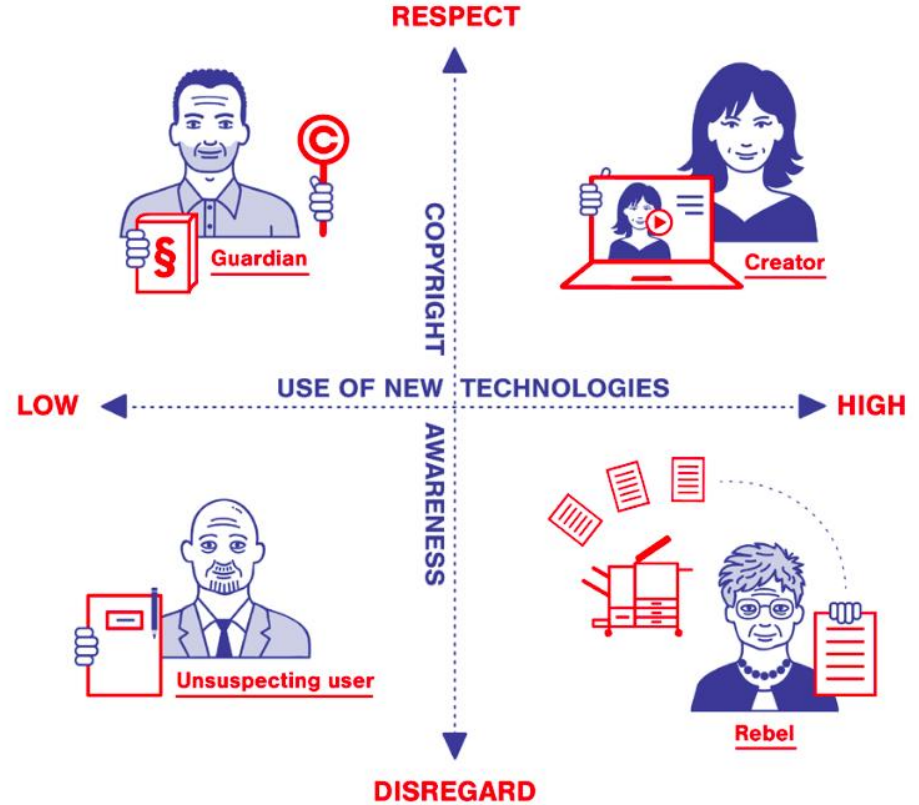 RESPECT
©
§
Guardian
Creator
COPYRIGHT
LOW
USE OF NEW TECHNOLOGIES
HIGH
AWARENESS
Unsuspecting user
Rebel
DISREGARD